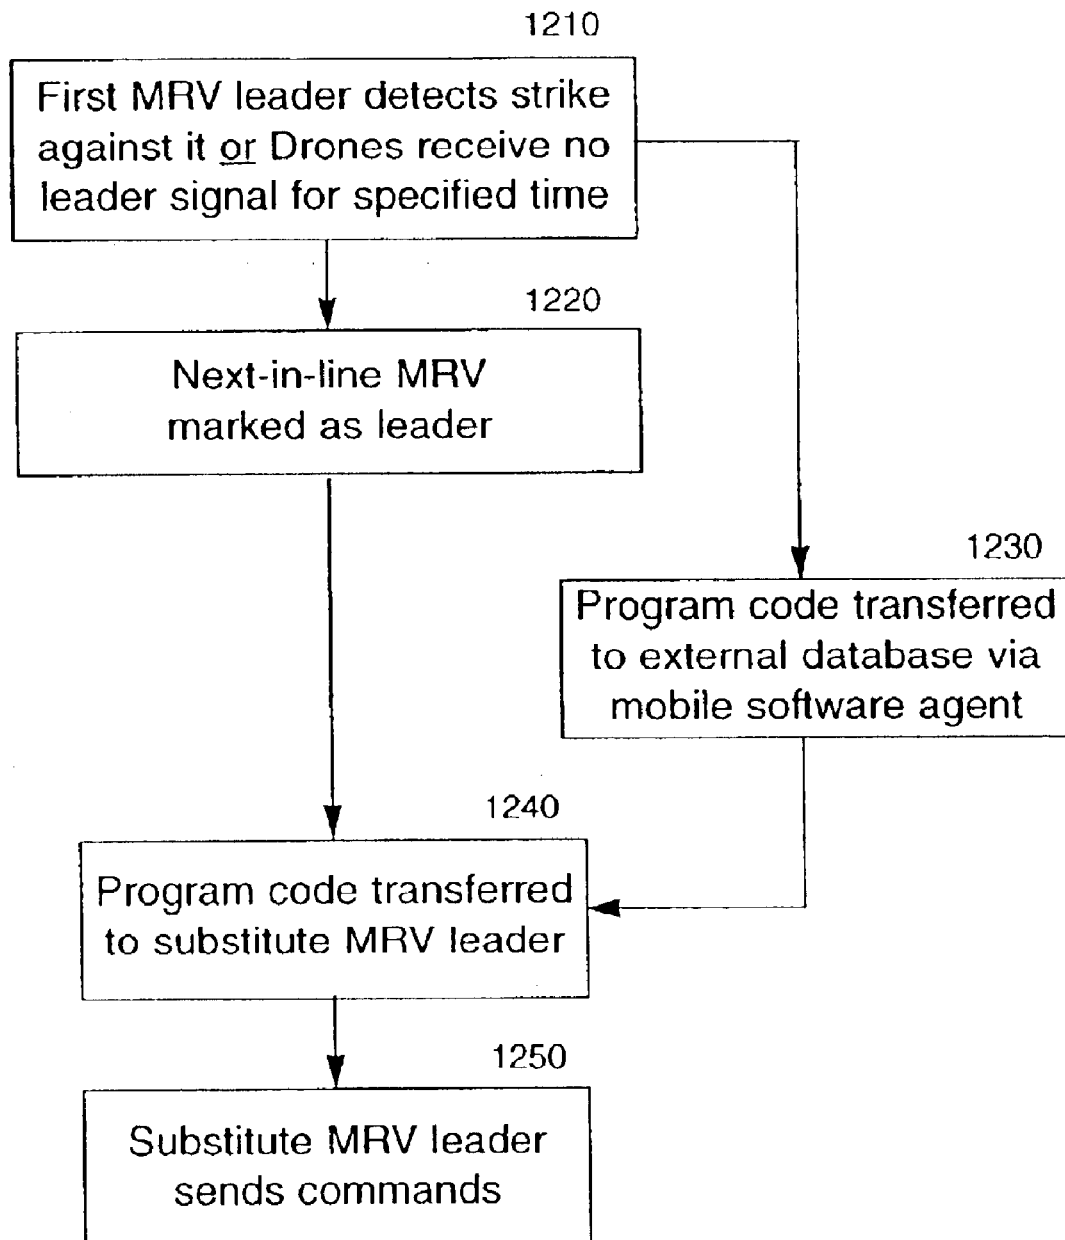 1210
First MRV leader detects strike
against it or Drones receive no
leader signal for specified time
1220
Next-in-line MRV
marked as leader
1230
Program code transferred
to external database via
mobile software agent
1240
Program code transferred
to substitute MRV leader
1250
Substitute MRV leader
sends commands